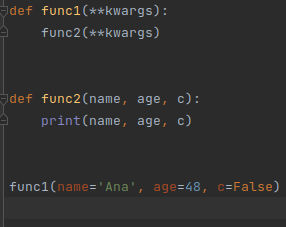 def func1(**kwargs):
    func2(**kwargs)
def func2(name, age, c):
    print(name, age, c)
func1(name='Ana', age=48, c=False)